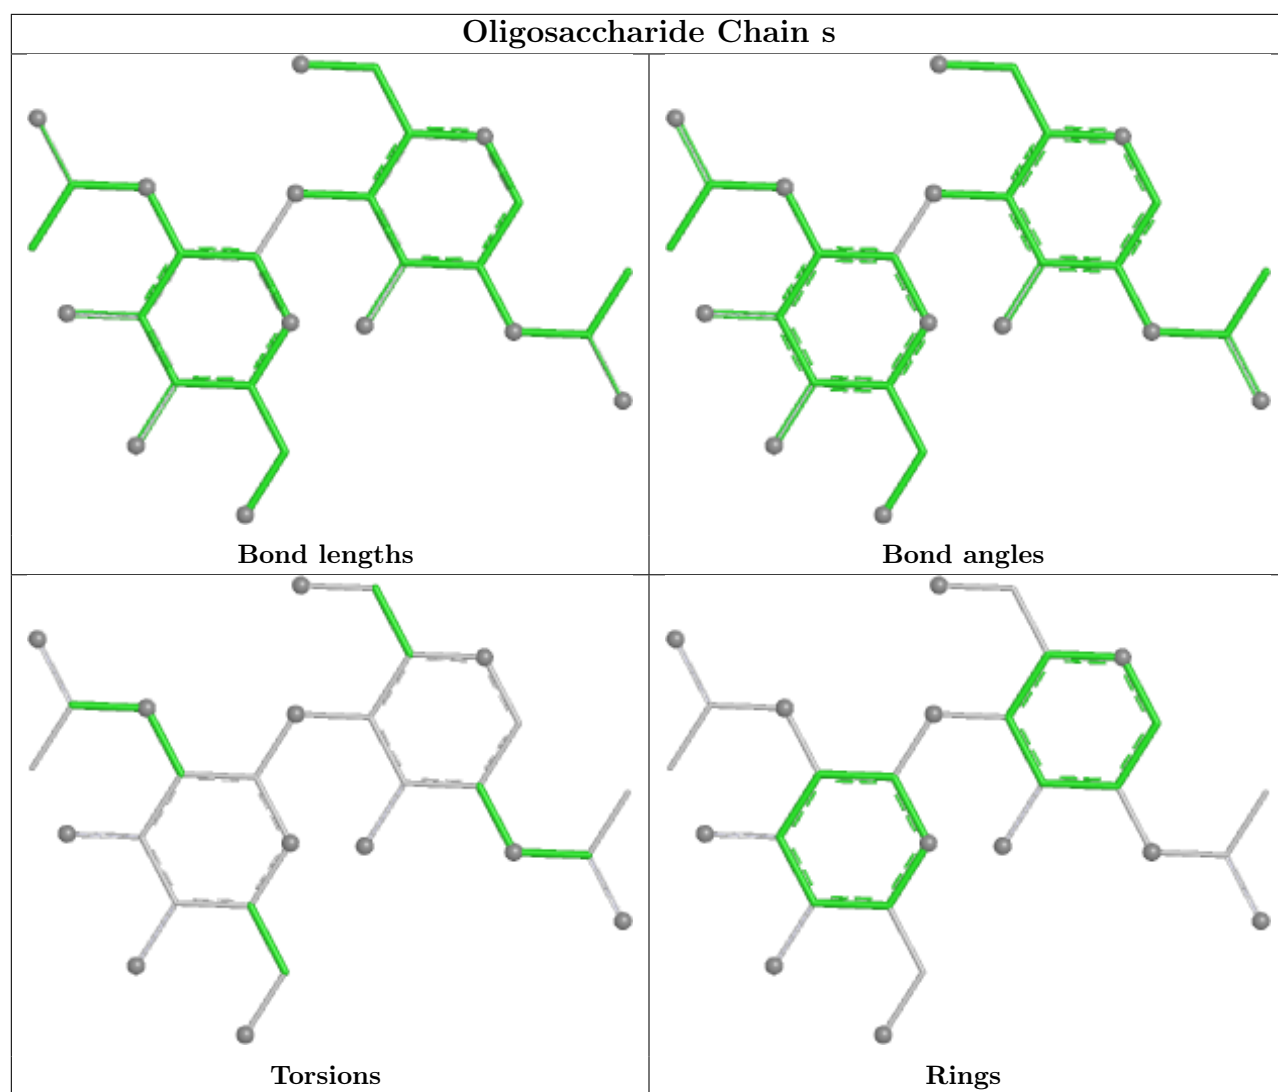 Oligosaccharide Chain s
Bond lengths
Bond angles
Torsions
Rings